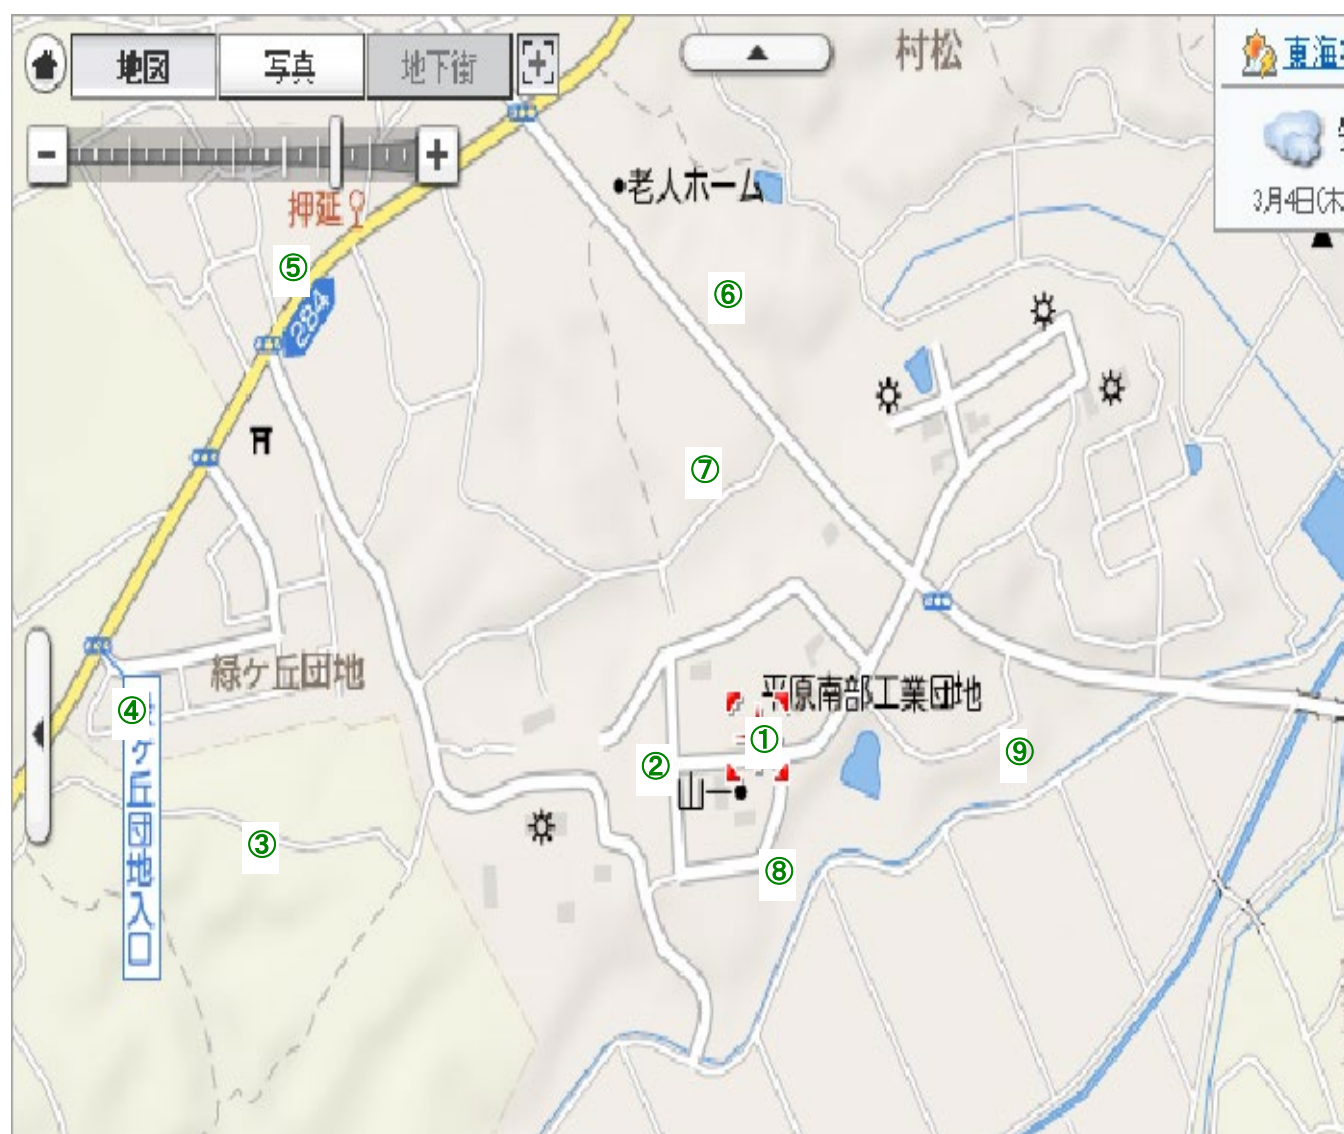 地図
写真
地下街
村松
東海
3月4日(木
老人ホーム
押延
⑤
284
⑥
⑦
緑ケ丘団地
④
ケ丘団地入口
平原南部工業団地
①
②
⑨
山一
③
⑧